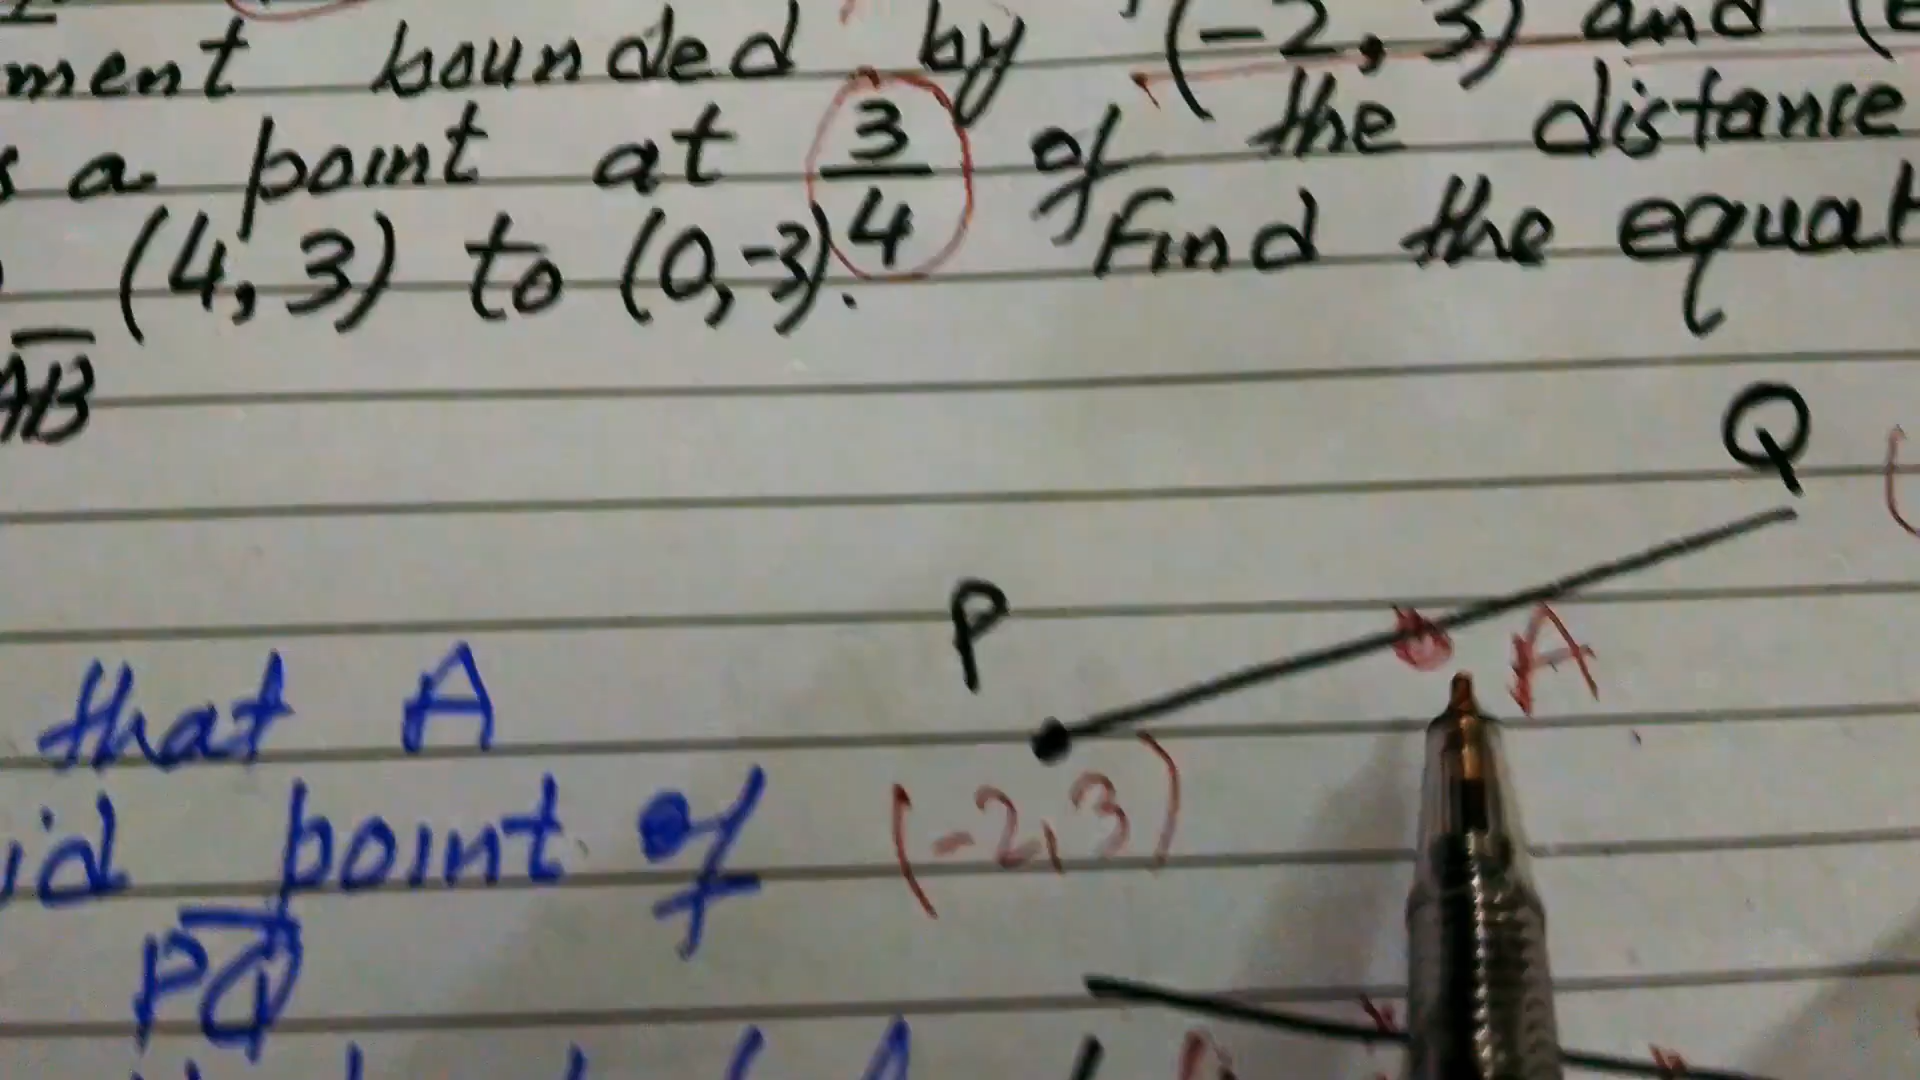 ment bounded by (-2, 3) and (
s a point at 3/4 of the distance
(4, 3) to (0, -3). Find the equat
AB
Q
P
A
that A
(-2, 3)
id point of
PQ